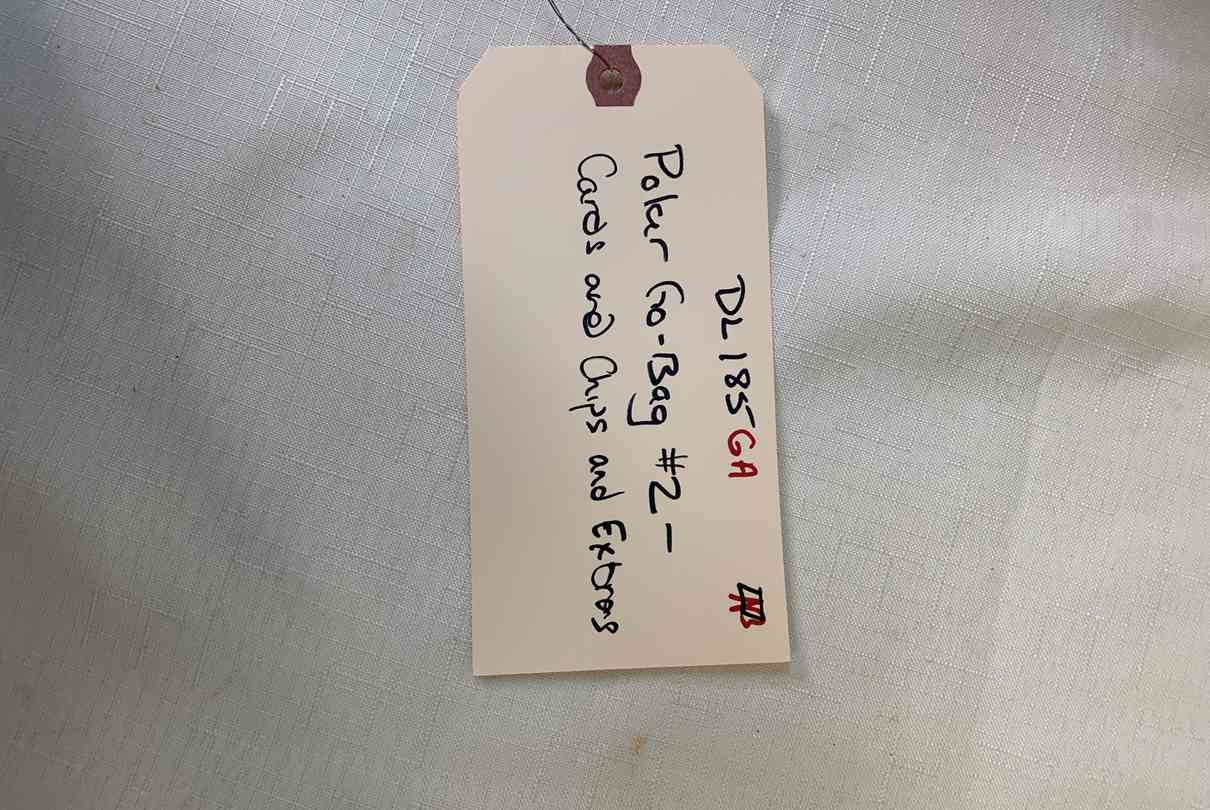 DL185GA
Poker Go-Bag #2-
Cards and Chips and Extras